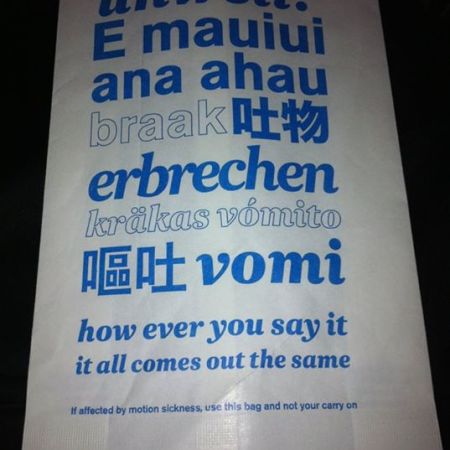 E mauiui
ana ahau
braak吐物
erbrechen
kräkas vómito
嘔吐 vomi
how ever you say it
it all comes out the same
If affected by motion sickness, use this bag and not your carry on